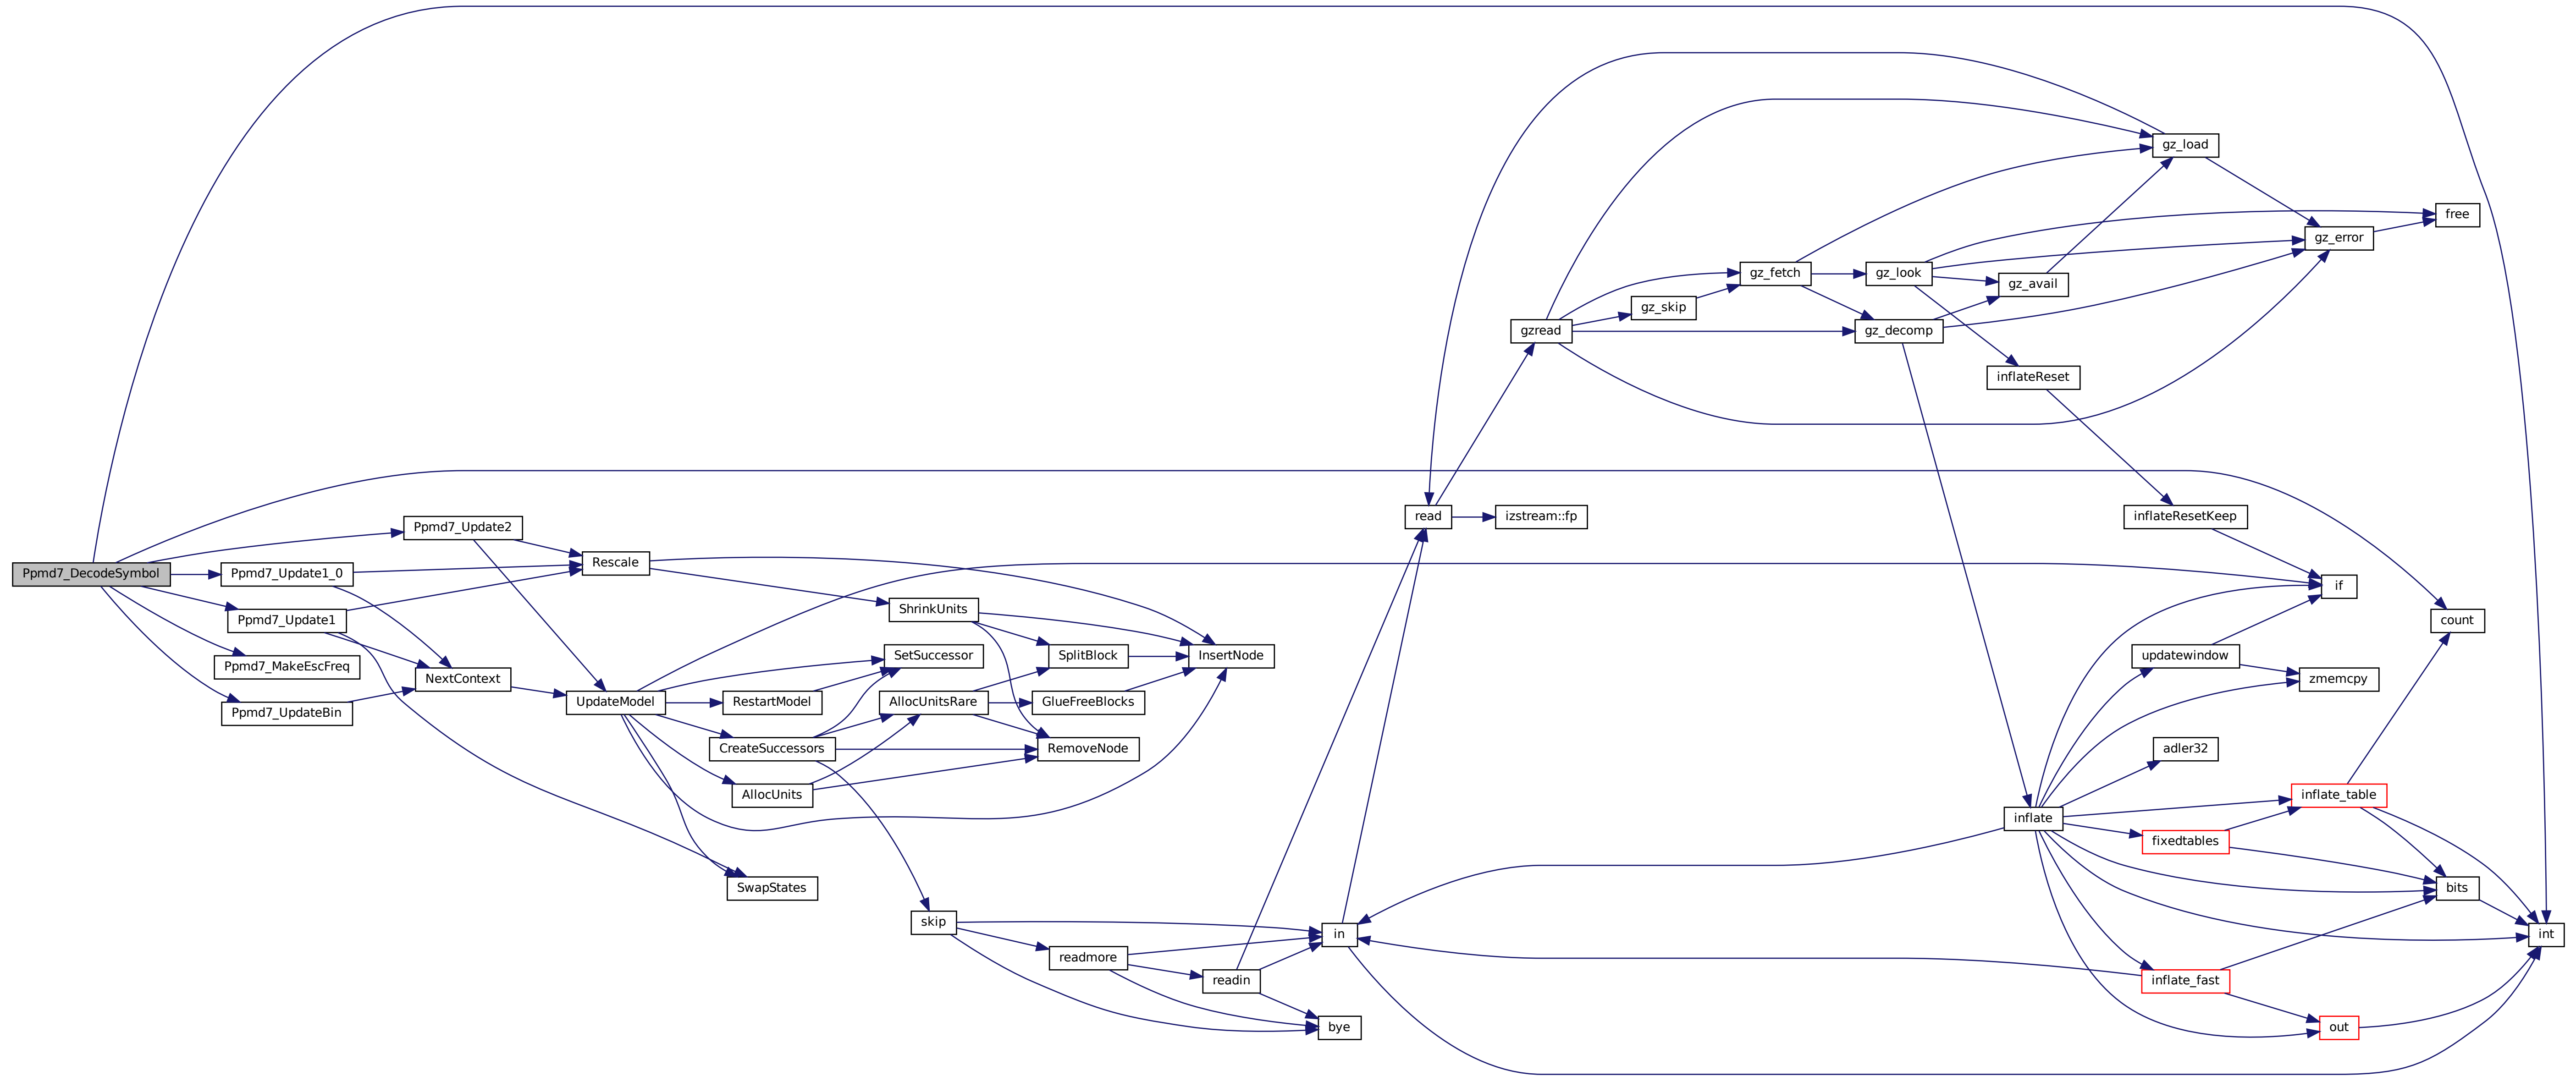 Ppmd7_DecodeSymbol
Ppmd7_Update2
Ppmd7_Update1_0
Ppmd7_Update1
Ppmd7_MakeEscFreq
Ppmd7_UpdateBin
NextContext
Rescale
UpdateModel
ShrinkUnits
SetSuccessor
RestartModel
CreateSuccessors
AllocUnits
AllocUnitsRare
SwapStates
SplitBlock
GlueFreeBlocks
RemoveNode
InsertNode
skip
readmore
readin
in
bye
read
izstream::fp
gzread
gz_skip
gz_fetch
gz_look
gz_decomp
gz_avail
gz_load
gz_error
free
inflateReset
inflateResetKeep
if
count
updatewindow
zmemcpy
adler32
inflate
inflate_table
fixedtables
bits
int
inflate_fast
out